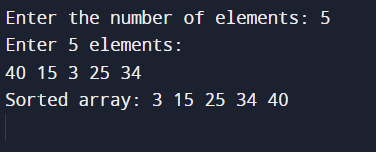 Enter the number of elements: 5
Enter 5 elements:
40 15 3 25 34
Sorted array: 3 15 25 34 40